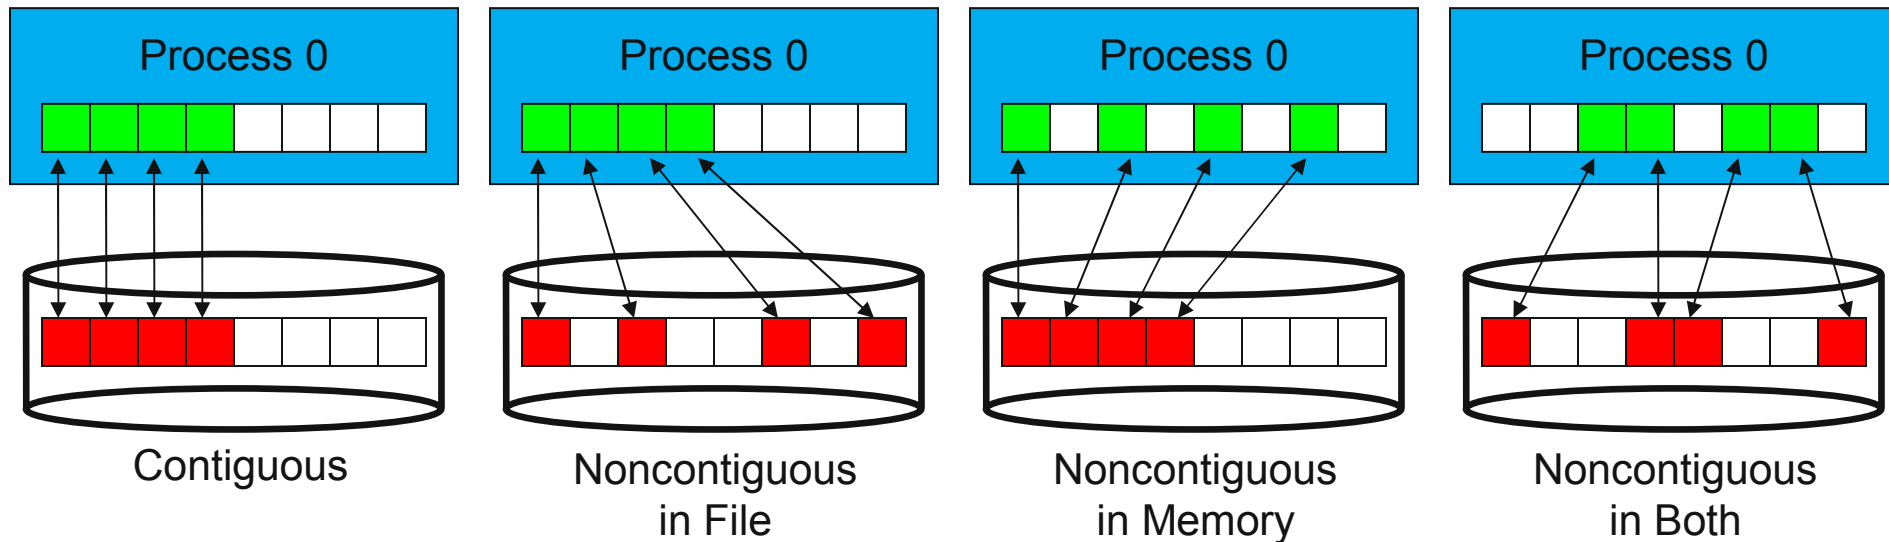 Process 0
Process 0
Process 0
Process 0
Contiguous
Noncontiguous
in File
Noncontiguous
in Memory
Noncontiguous
in Both